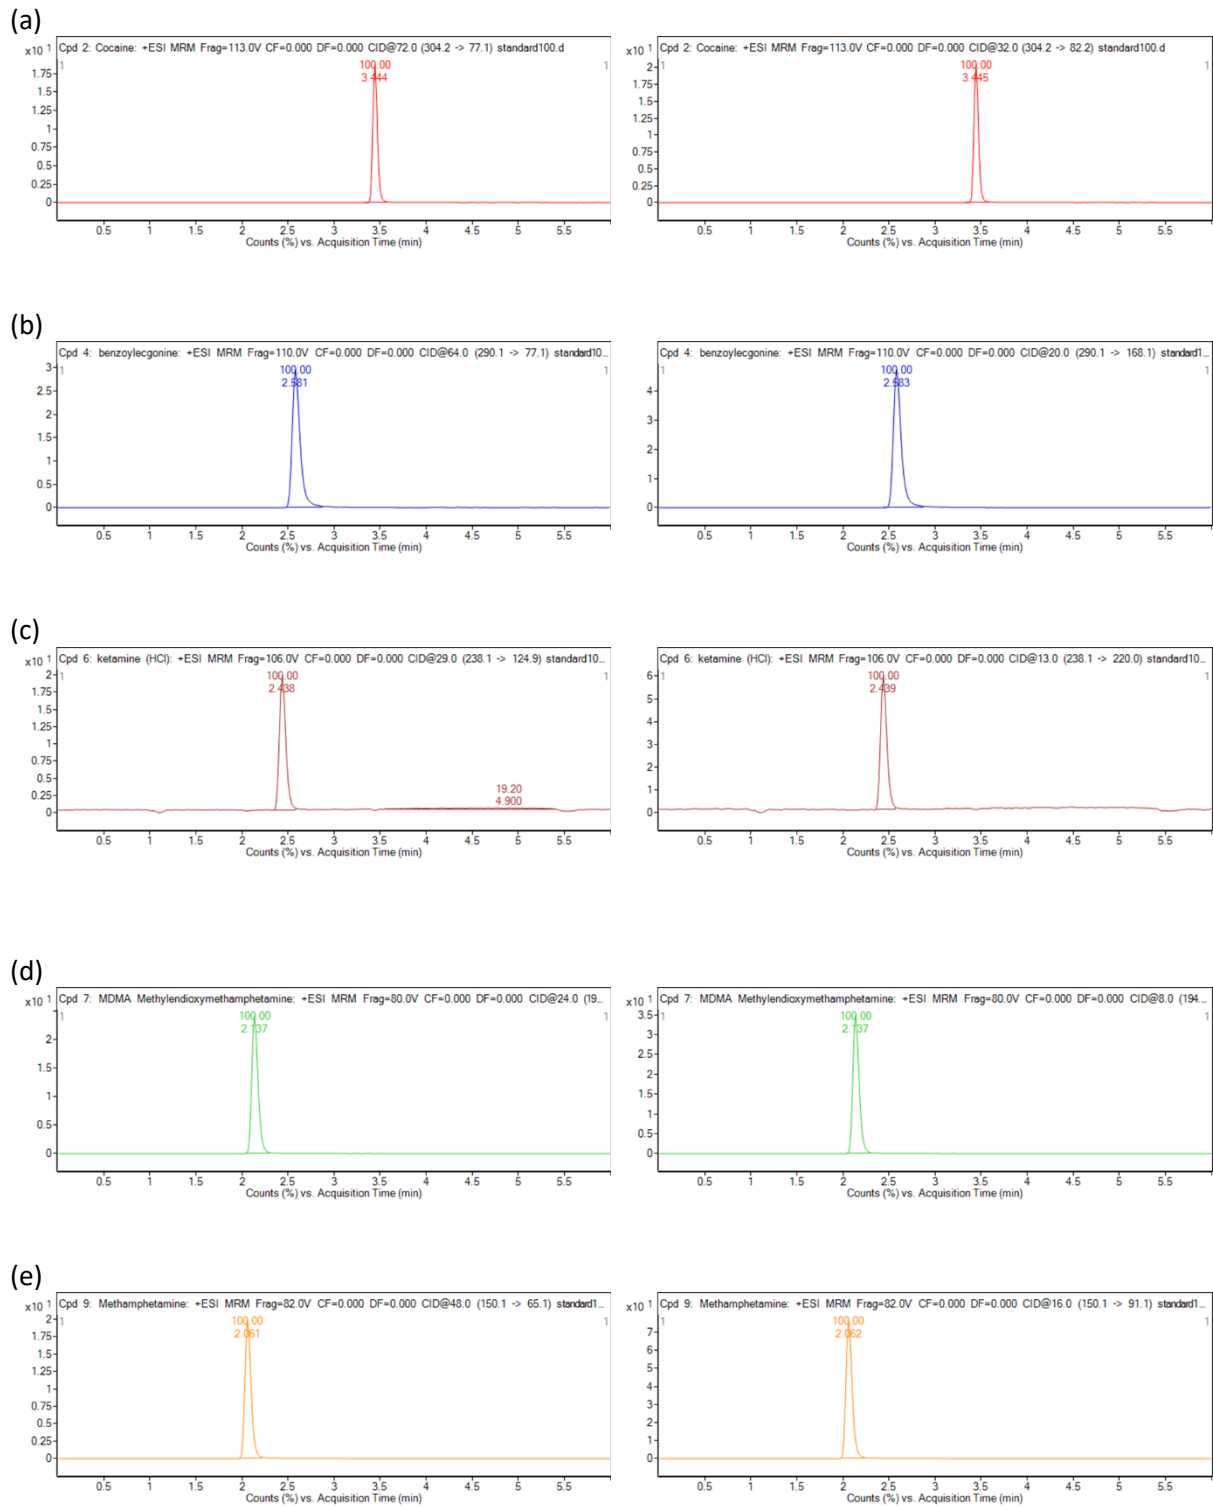 (a)
Cpd 2: Cocaine: +ESI MRM Frag=113.0V CF=0.000 DF=0.000 CID@72.0 (304.2 -> 77.1) standard100.d
x10 1
1 100.00 1
3.444
1.75
1.5
1.25
1
0.75
0.5
0.25
0
0.5 1 1.5 2 2.5 3 3.5 4 4.5 5 5.5
Counts (%) vs. Acquisition Time (min)
Cpd 2: Cocaine: +ESI MRM Frag=113.0V CF=0.000 DF=0.000 CID@32.0 (304.2 -> 82.2) standard100.d
x10 1
1 100.00 1
3.445
2
1.75
1.5
1.25
1
0.75
0.5
0.25
0
0.5 1 1.5 2 2.5 3 3.5 4 4.5 5 5.5
Counts (%) vs. Acquisition Time (min)
(b)
Cpd 4: benzoylecgonine: +ESI MRM Frag=110.0V CF=0.000 DF=0.000 CID@64.0 (290.1 -> 77.1) standard10...
1 100.00 1
2.581
3
2.5
2
1.5
1
0.5
0
0.5 1 1.5 2 2.5 3 3.5 4 4.5 5 5.5
Counts (%) vs. Acquisition Time (min)
Cpd 4: benzoylecgonine: +ESI MRM Frag=110.0V CF=0.000 DF=0.000 CID@20.0 (290.1 -> 168.1) standard1...
1 100.00 1
2.583
4
3
2
1
0
0.5 1 1.5 2 2.5 3 3.5 4 4.5 5 5.5
Counts (%) vs. Acquisition Time (min)
(c)
Cpd 6: ketamine (HCl): +ESI MRM Frag=106.0V CF=0.000 DF=0.000 CID@29.0 (238.1 -> 124.9) standard10...
x10 1
1 100.00 1
2.438
2
1.75
1.5
1.25
1
0.75
0.5
0.25
0
19.20
4.900
0.5 1 1.5 2 2.5 3 3.5 4 4.5 5 5.5
Counts (%) vs. Acquisition Time (min)
Cpd 6: ketamine (HCl): +ESI MRM Frag=106.0V CF=0.000 DF=0.000 CID@13.0 (238.1 -> 220.0) standard10...
1 100.00 1
2.439
6
5
4
3
2
1
0
0.5 1 1.5 2 2.5 3 3.5 4 4.5 5 5.5
Counts (%) vs. Acquisition Time (min)
(d)
Cpd 7: MDMA Methylendioxymethamphetamine: +ESI MRM Frag=80.0V CF=0.000 DF=0.000 CID@24.0 (19...
x10 1
1 100.00 1
2.137
2
1.5
1
0.5
0
0.5 1 1.5 2 2.5 3 3.5 4 4.5 5 5.5
Counts (%) vs. Acquisition Time (min)
Cpd 7: MDMA Methylendioxymethamphetamine: +ESI MRM Frag=80.0V CF=0.000 DF=0.000 CID@8.0 (194...
x10 1
1 100.00 1
2.137
3.5
3
2.5
2
1.5
1
0.5
0
0.5 1 1.5 2 2.5 3 3.5 4 4.5 5 5.5
Counts (%) vs. Acquisition Time (min)
(e)
Cpd 9: Methamphetamine: +ESI MRM Frag=82.0V CF=0.000 DF=0.000 CID@48.0 (150.1 -> 65.1) standard1...
x10 1
1 100.00 1
2.061
2
1.75
1.5
1.25
1
0.75
0.5
0.25
0
0.5 1 1.5 2 2.5 3 3.5 4 4.5 5 5.5
Counts (%) vs. Acquisition Time (min)
Cpd 9: Methamphetamine: +ESI MRM Frag=82.0V CF=0.000 DF=0.000 CID@16.0 (150.1 -> 91.1) standard1...
x10 1
1 100.00 1
2.062
7
6
5
4
3
2
1
0
0.5 1 1.5 2 2.5 3 3.5 4 4.5 5 5.5
Counts (%) vs. Acquisition Time (min)